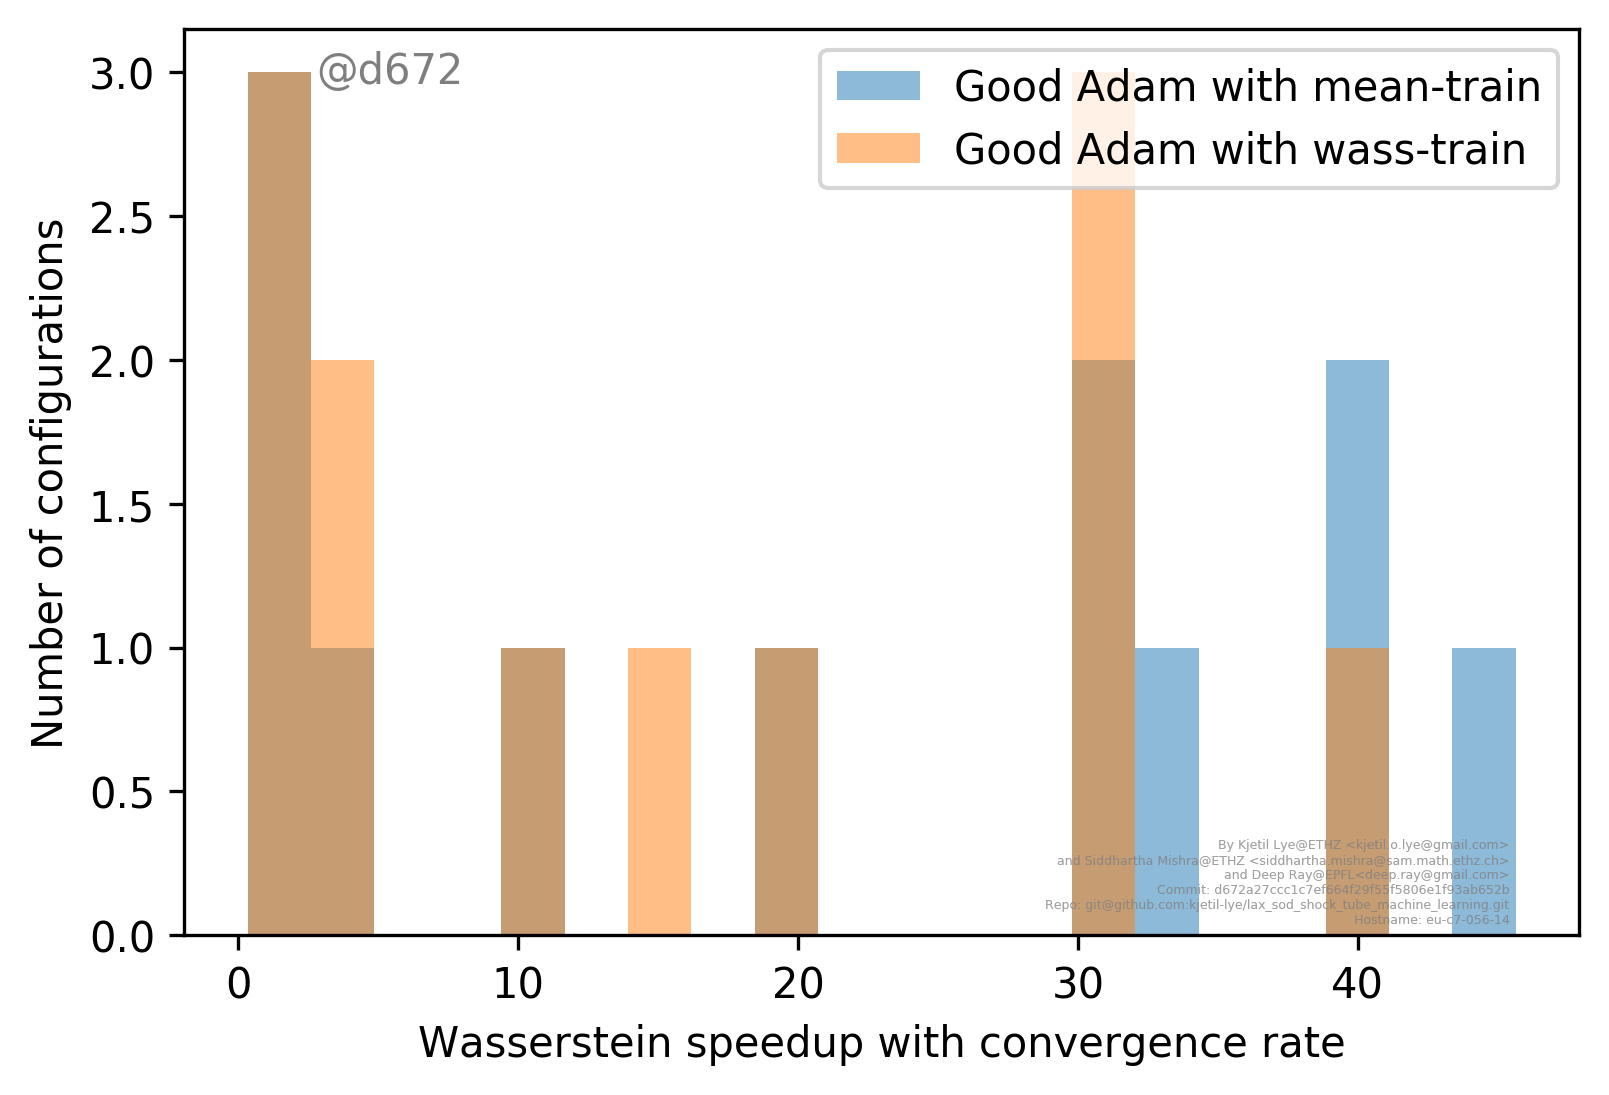 @d672
Good Adam with mean-train
Good Adam with wass-train
3.0
2.5
2.0
1.5
1.0
0.5
0.0
Number of configurations
By Kjetil Lye@ETHZ <kjetil.o.lye@gmail.com>
and Siddhartha Mishra@ETHZ <siddhartha.mishra@sam.math.ethz.ch>
and Deep Ray@EPFL<deep.ray@gmail.com>
Commit: d672a27ccc1c7ef664f29f55f5806e1f93ab652b
Repo: git@github.com:kjetil-lye/lax_sod_shock_tube_machine_learning.git
Hostname: eu-c7-056-14
0 10 20 30 40
Wasserstein speedup with convergence rate